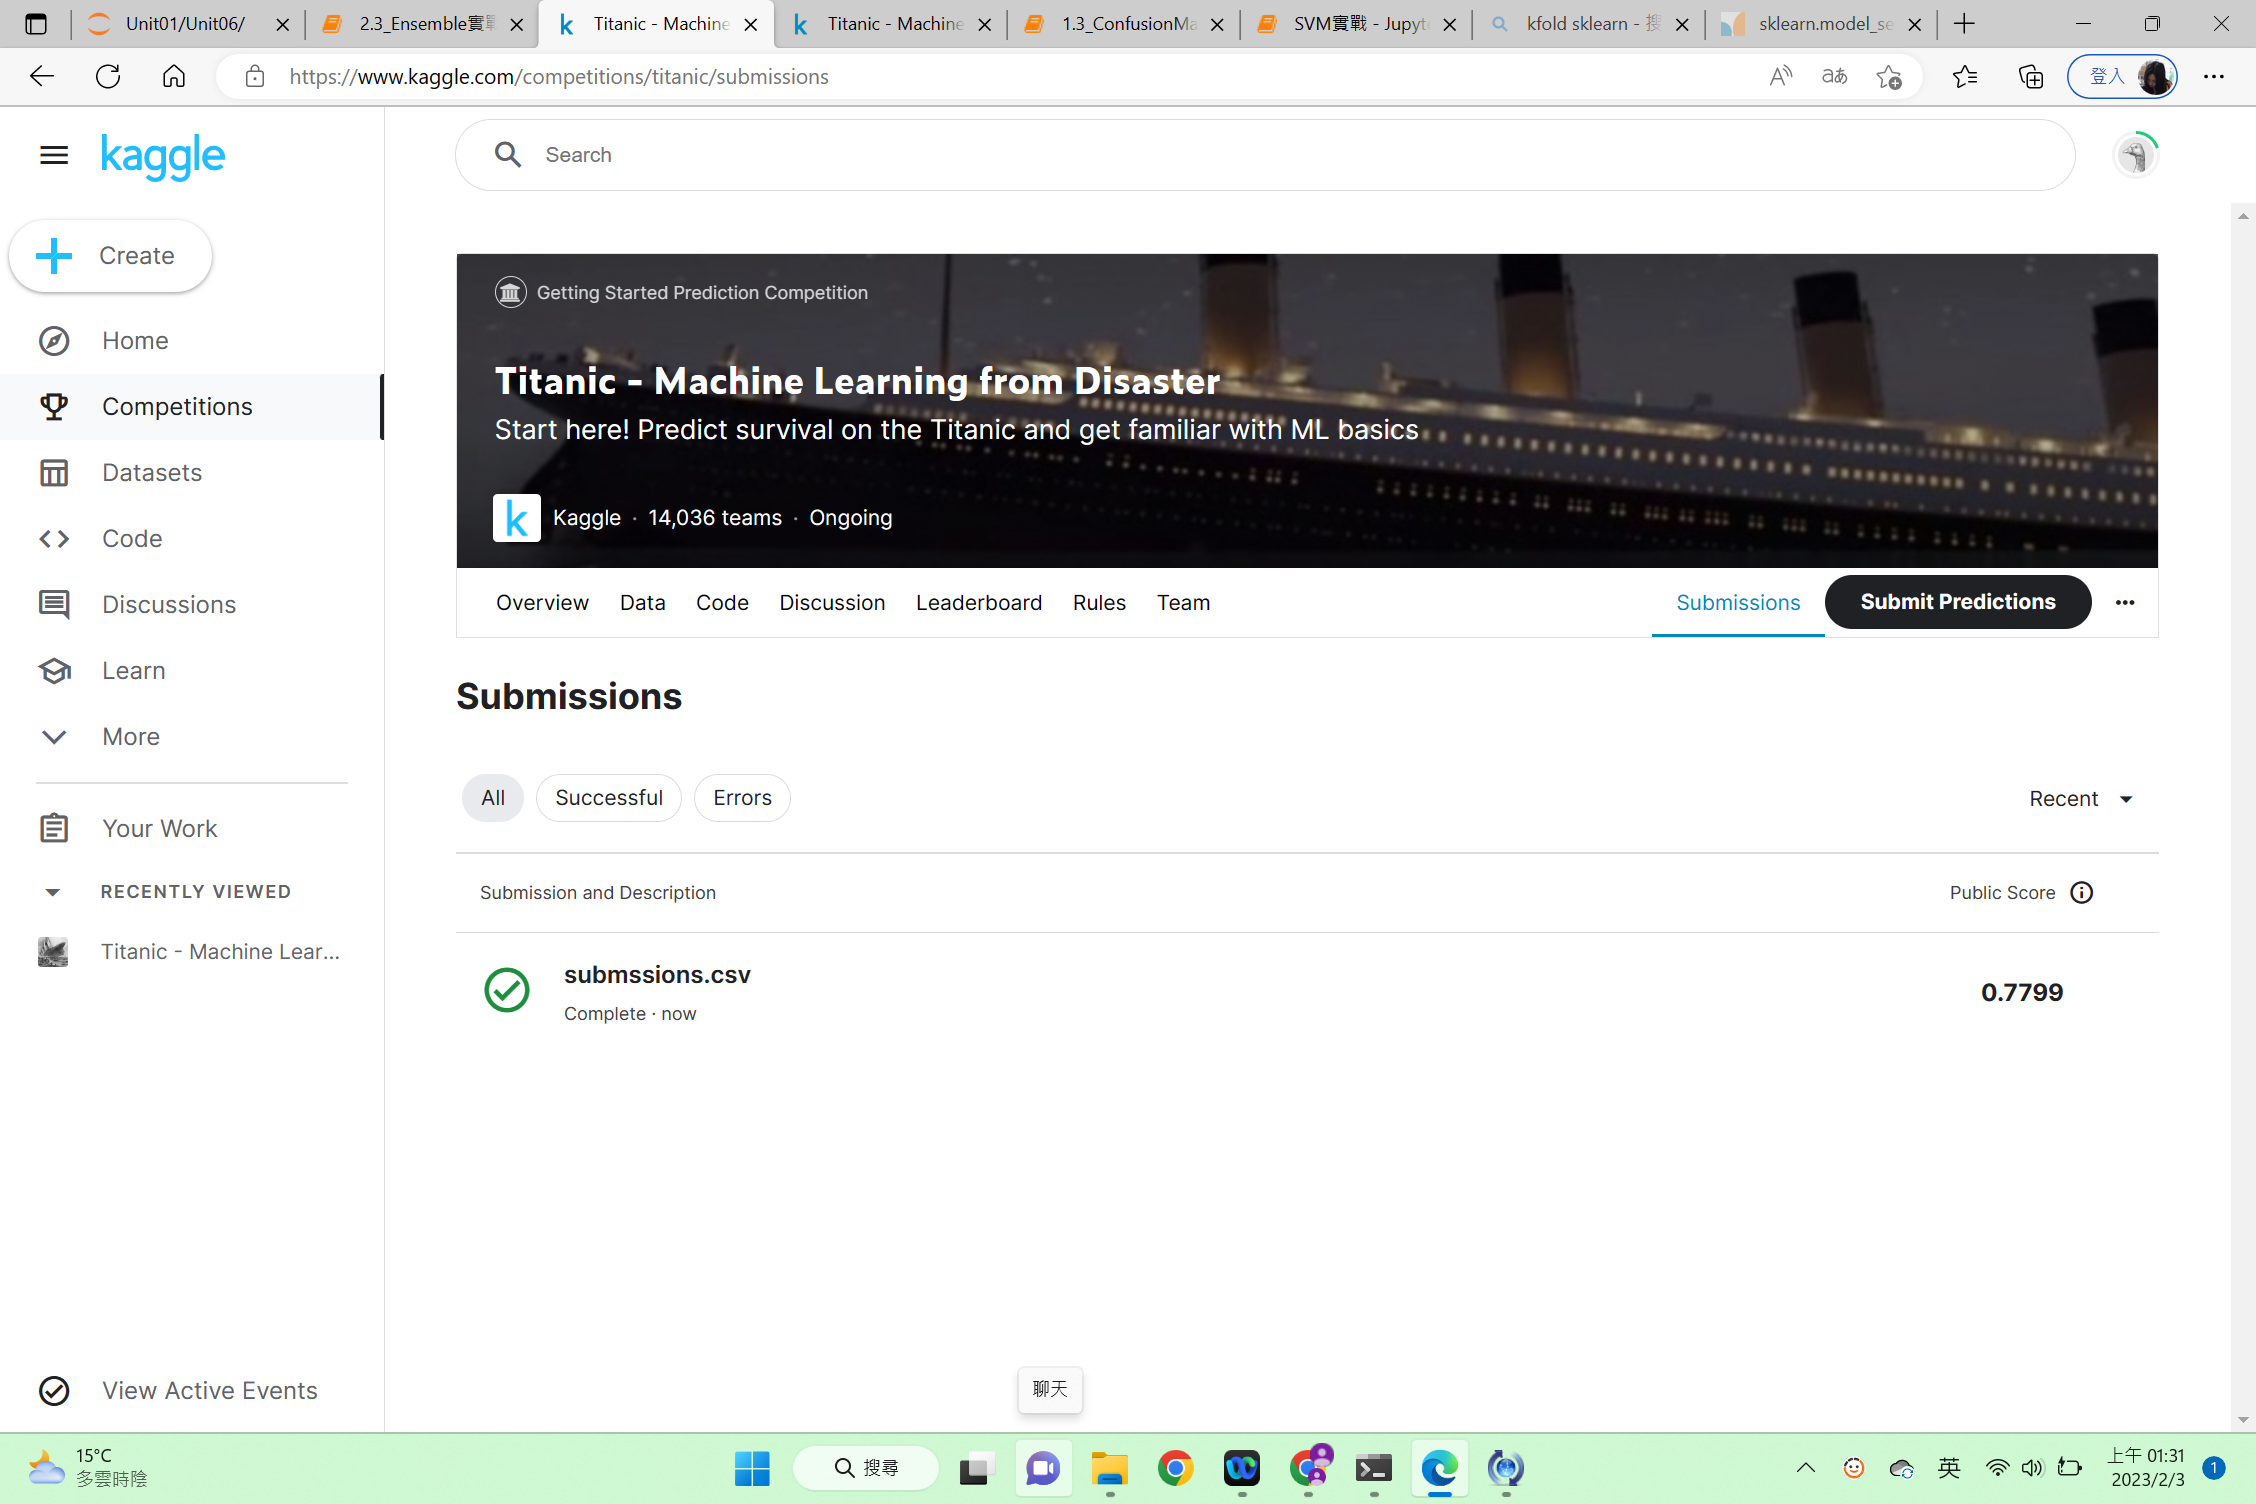 Unit01/Unit06/
2.3_Ensemble實戰
Titanic - Machine
Titanic - Machine
1.3_ConfusionMa
SVM實戰 - Jupyte
kfold sklearn - 搜
sklearn.model_se
https://www.kaggle.com/competitions/titanic/submissions
登入
kaggle
Search
Create
Home
Competitions
Datasets
Code
Discussions
Learn
More
Your Work
RECENTLY VIEWED
Titanic - Machine Lear...
View Active Events
Getting Started Prediction Competition
Titanic - Machine Learning from Disaster
Start here! Predict survival on the Titanic and get familiar with ML basics
k
Kaggle · 14,036 teams · Ongoing
Overview Data Code Discussion Leaderboard Rules Team Submissions Submit Predictions
Submissions
All Successful Errors Recent
Submission and Description Public Score
submssions.csv
Complete · now
0.7799
聊天
15°C
多雲時陰
搜尋
英
上午 01:31
2023/2/3
1